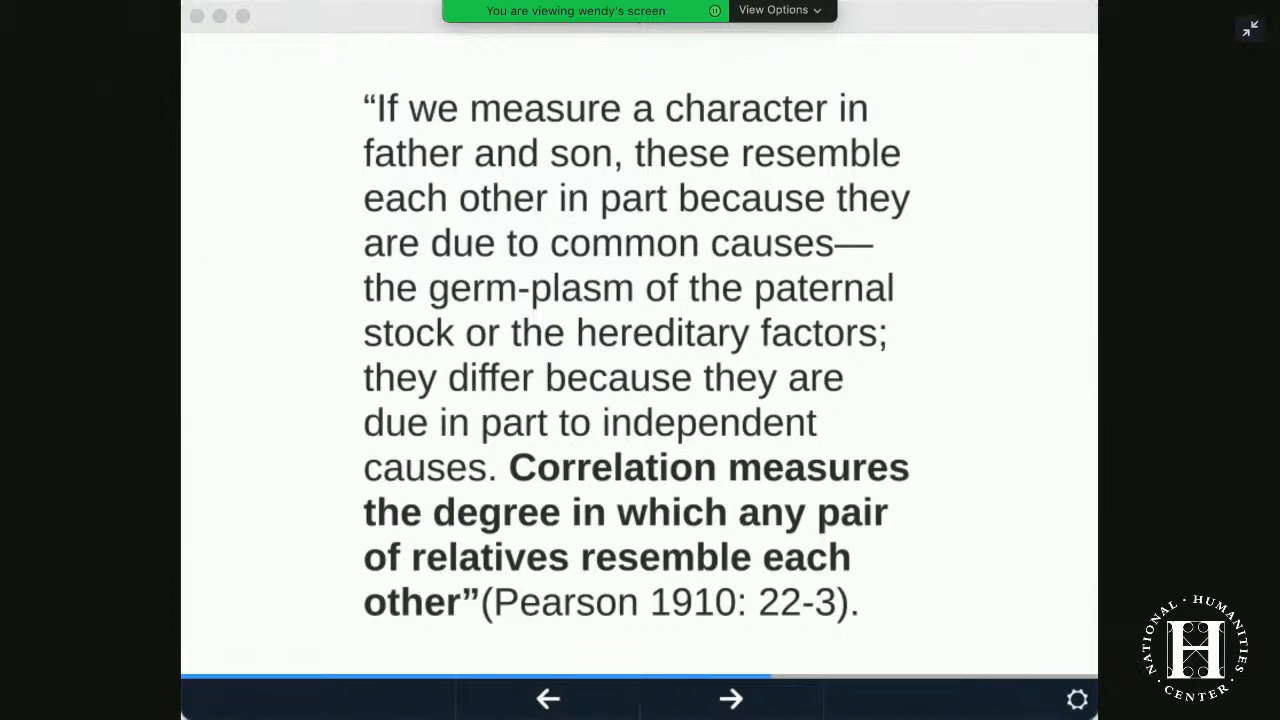 You are viewing wendy's screen
View Options
“If we measure a character in
father and son, these resemble
each other in part because they
are due to common causes—
the germ-plasm of the paternal
stock or the hereditary factors;
they differ because they are
due in part to independent
causes. Correlation measures
the degree in which any pair
of relatives resemble each
other”(Pearson 1910: 22-3).
NATIONAL · HUMANITIES · CENTER ·
H